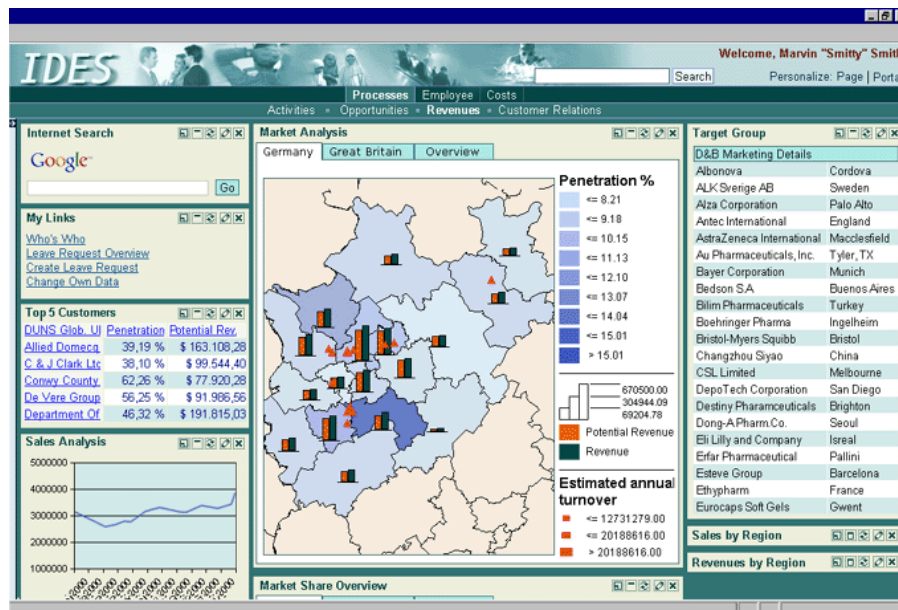 IDES
Welcome, Marvin "Smitty" Smith
Search
Personalize: Page | Porta
Processes Employee Costs
Activities Opportunities Revenues Customer Relations
Internet Search
Google
Go
My Links
Who's Who
Leave Request Overview
Create Leave Request
Change Own Data
Top 5 Customers
DUNS Glob. Ul Penetration Potential Rev.
Allied Domecq 39,19 % $ 163.108,28
C & J Clark Ltc 38,10 % $ 99.544,40
Conwy County 62,26 % $ 77.920,28
De Vere Group 56,25 % $ 91.986,56
Department Of 46,32 % $ 191.815,03
Sales Analysis
5000000
4000000
3000000
2000000
1000000
Market Analysis
Germany Great Britain Overview
Penetration %
<= 8.21
<= 9.18
<= 10.15
<= 11.13
<= 12.10
<= 13.07
<= 14.04
<= 15.01
> 15.01
670500.00
304944.09
69204.78
Potential Revenue
Revenue
Estimated annual
turnover
<= 12731279.00
<= 20188616.00
> 20188616.00
Market Share Overview
Target Group
D&B Marketing Details
Albonova Cordova
ALK Sverige AB Sweden
Alza Corporation Palo Alto
Antec International England
AstraZeneca International Macclesfield
Au Pharmaceuticals, Inc. Tyler, TX
Bayer Corporation Munich
Bedson S.A Buenos Aires
Bilim Pharmaceuticals Turkey
Boehringer Pharma Ingelheim
Bristol-Myers Squibb Bristol
Changzhou Siyao China
CSL Limited Melbourne
DepoTech Corporation San Diego
Destiny Pharamceuticals Brighton
Dong-A Pharm.Co. Seoul
Eli Lilly and Company Isreal
Erfar Pharmaceutical Pallini
Esteve Group Barcelona
Ethypharm France
Eurocaps Soft Gels Gwent
Sales by Region
Revenues by Region